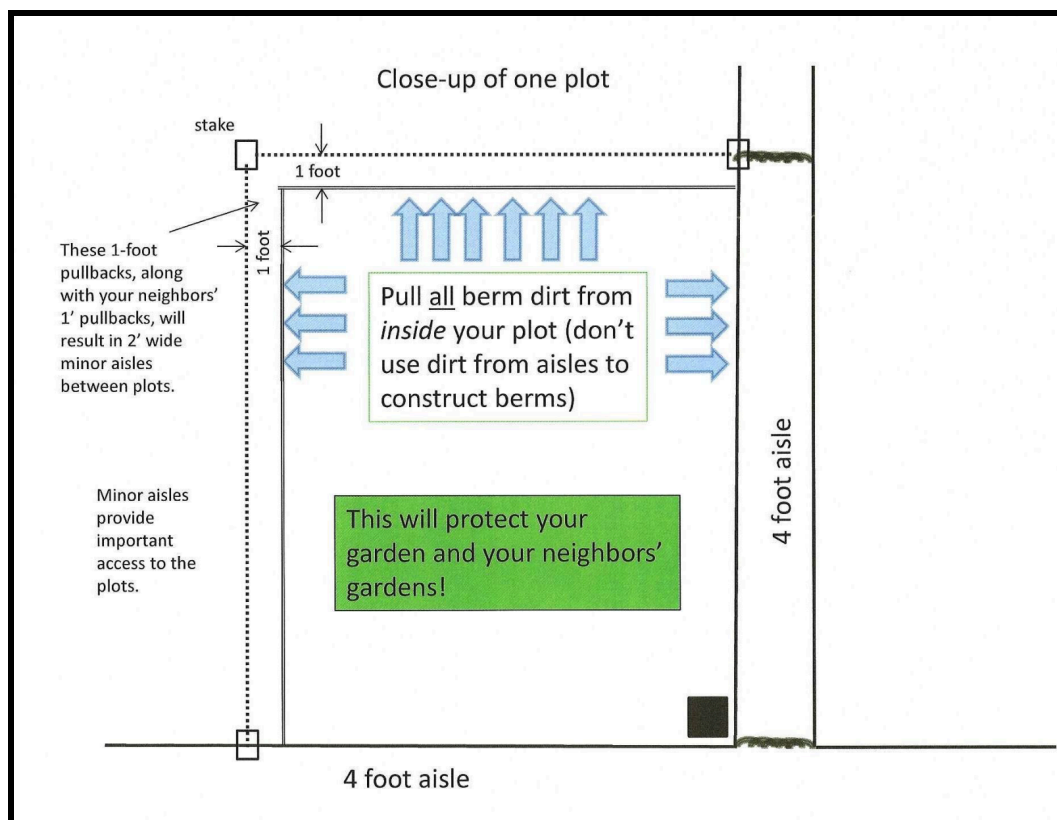 Close-up of one plot
stake
1 foot
1 foot
These 1-foot
pullbacks, along
with your neighbors’
1’ pullbacks, will
result in 2’ wide
minor aisles
between plots.
Pull all berm dirt from
inside your plot (don’t
use dirt from aisles to
construct berms)
4 foot aisle
Minor aisles
provide
important
access to the
plots.
This will protect your
garden and your neighbors’
gardens!
4 foot aisle